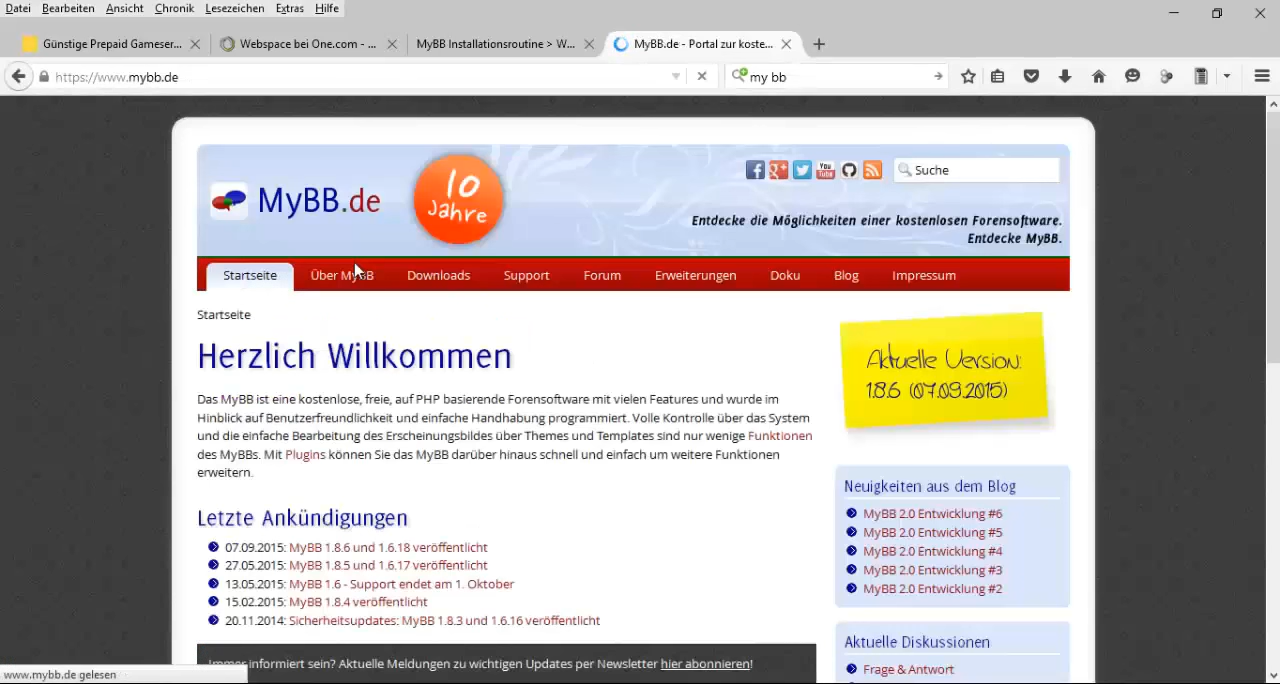 Datei Bearbeiten Ansicht Chronik Lesezeichen Extras Hilfe
Günstige Prepaid Gameser... Webspace bei One.com - ... MyBB Installationsroutine > W... MyBB.de - Portal zur koste...
https://www.mybb.de my bb
MyBB.de
10 Jahre
Suche
Entdecke die Möglichkeiten einer kostenlosen Forensoftware.
Entdecke MyBB.
Startseite Über MyBB Downloads Support Forum Erweiterungen Doku Blog Impressum
Startseite
Herzlich Willkommen
Das MyBB ist eine kostenlose, freie, auf PHP basierende Forensoftware mit vielen Features und wurde im
Hinblick auf Benutzerfreundlichkeit und einfache Handhabung programmiert. Volle Kontrolle über das System
und die einfache Bearbeitung des Erscheinungsbildes über Themes und Templates sind nur wenige Funktionen
des MyBBs. Mit Plugins können Sie das MyBB darüber hinaus schnell und einfach um weitere Funktionen
erweitern.
Letzte Ankündigungen
07.09.2015: MyBB 1.8.6 und 1.6.18 veröffentlicht
27.05.2015: MyBB 1.8.5 und 1.6.17 veröffentlicht
13.05.2015: MyBB 1.6 - Support endet am 1. Oktober
15.02.2015: MyBB 1.8.4 veröffentlicht
20.11.2014: Sicherheitsupdates: MyBB 1.8.3 und 1.6.16 veröffentlicht
Immer informiert sein? Aktuelle Meldungen zu wichtigen Updates per Newsletter hier abonnieren!
Aktuelle Version:
1.8.6 (07.09.2015)
Neuigkeiten aus dem Blog
MyBB 2.0 Entwicklung #6
MyBB 2.0 Entwicklung #5
MyBB 2.0 Entwicklung #4
MyBB 2.0 Entwicklung #3
MyBB 2.0 Entwicklung #2
Aktuelle Diskussionen
Frage & Antwort
www.mybb.de gelesen